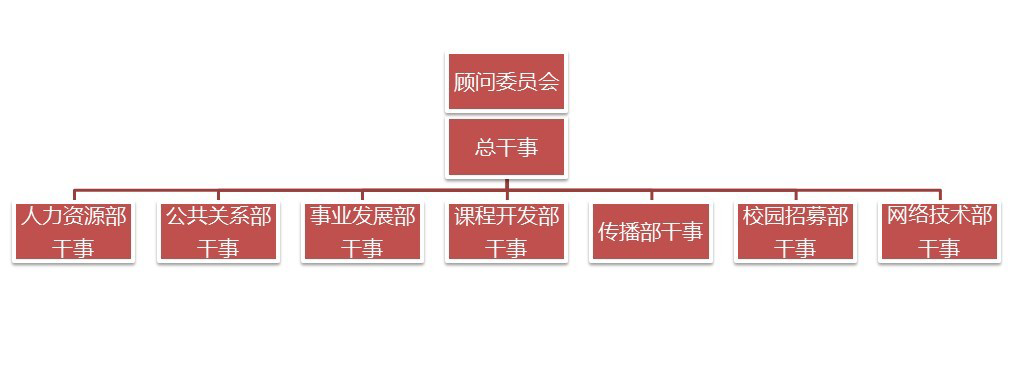 顾问委员会
总干事
人力资源部
干事
公共关系部
干事
事业发展部
干事
课程开发部
干事
传播部干事
校园招募部
干事
网络技术部
干事